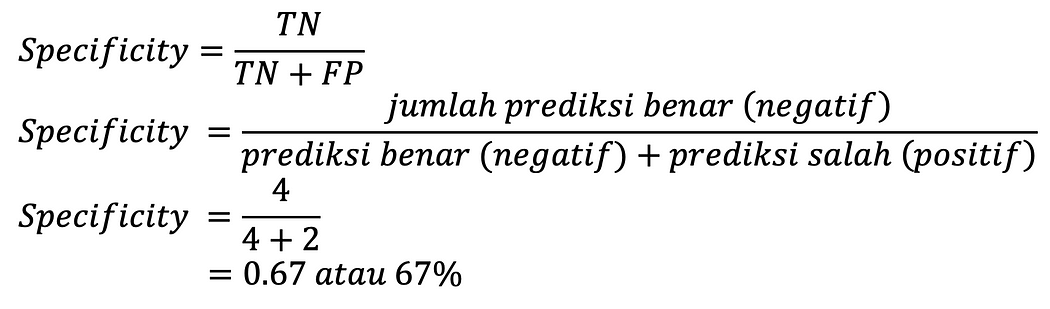 Specificity = TN / TN + FP
Specificity = jumlah prediksi benar (negatif) / prediksi benar (negatif) + prediksi salah (positif)
Specificity = 4 / 4 + 2
= 0.67 atau 67%